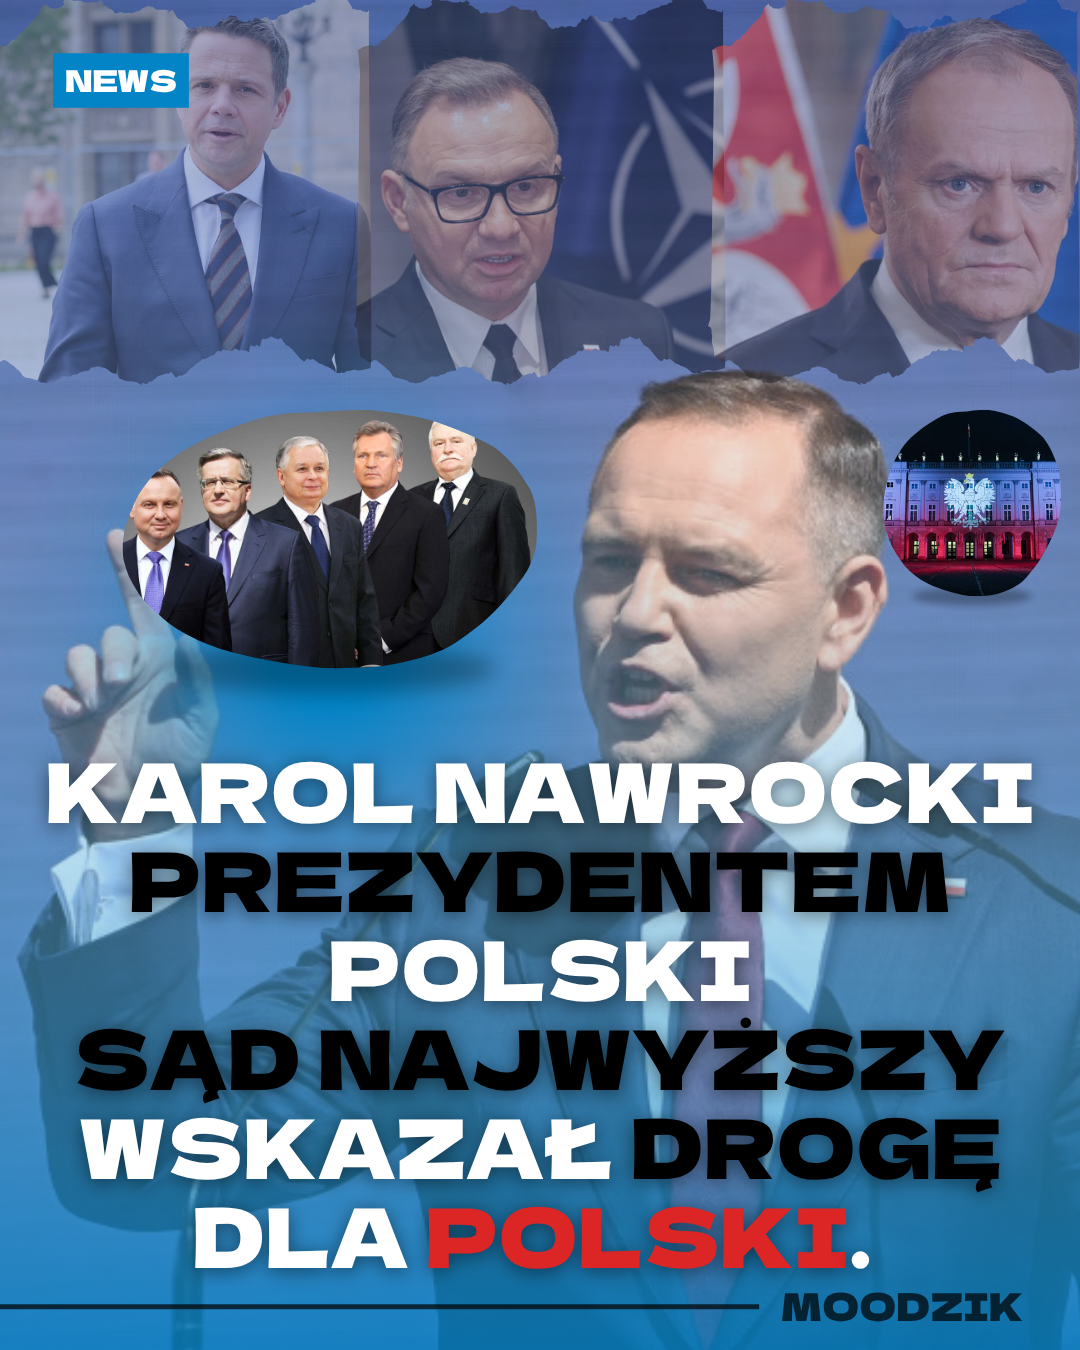 NEWS
KAROL NAWROCKI
PREZYDENTEM
POLSKI
SĄD NAJWYŻSZY
WSKAZAŁ DROGĘ
DLA POLSKI.
MOODZIK